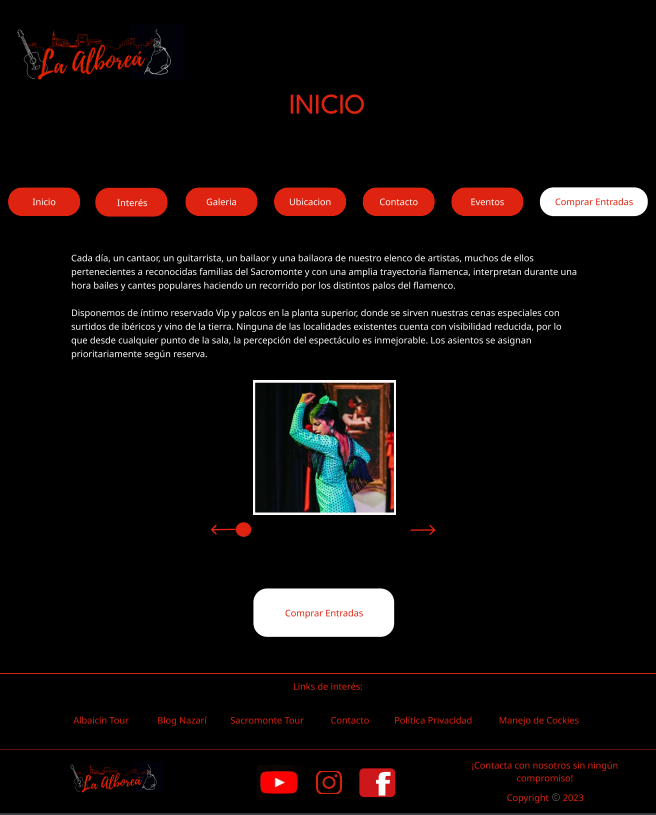 La Alboreá
INICIO
Inicio
Interés
Galeria
Ubicacion
Contacto
Eventos
Comprar Entradas
Cada día, un cantaor, un guitarrista, un bailaor y una bailaora de nuestro elenco de artistas, muchos de ellos
pertenecientes a reconocidas familias del Sacromonte y con una amplia trayectoria flamenca, interpretan durante una
hora bailes y cantes populares haciendo un recorrido por los distintos palos del flamenco.
Disponemos de íntimo reservado Vip y palcos en la planta superior, donde se sirven nuestras cenas especiales con
surtidos de ibéricos y vino de la tierra. Ninguna de las localidades existentes cuenta con visibilidad reducida, por lo
que desde cualquier punto de la sala, la percepción del espectáculo es inmejorable. Los asientos se asignan
prioritariamente según reserva.
Comprar Entradas
Links de interés:
Albaicín Tour
Blog Nazarí
Sacromonte Tour
Contacto
Política Privacidad
Manejo de Cockies
La Alboreá
¡Contacta con nosotros sin ningún
compromiso!
Copyright © 2023